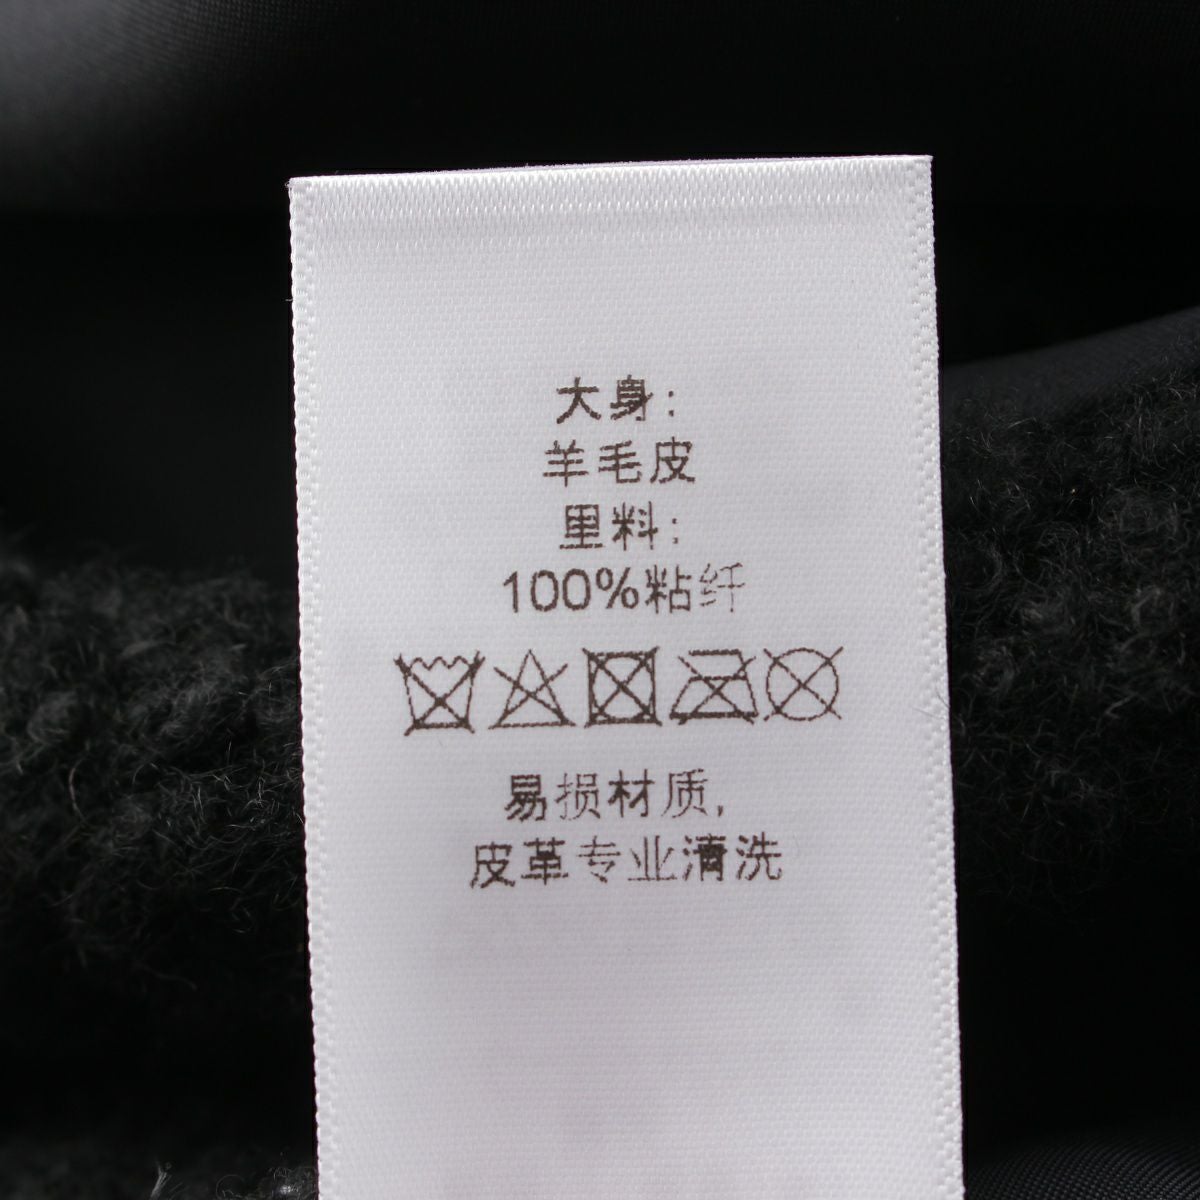 大身:
羊毛皮
里料:
100%粘纤
易损材质,
皮革专业清洗